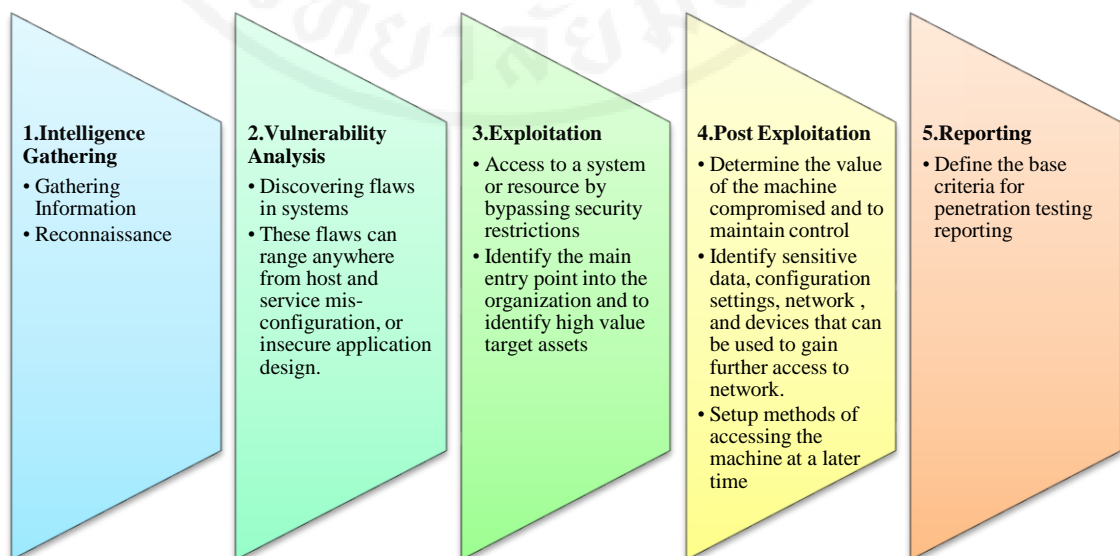 1.Intelligence
Gathering
• Gathering
Information
• Reconnaissance
2.Vulnerability
Analysis
• Discovering flaws
in systems
• These flaws can
range anywhere
from host and
service mis-
configuration, or
insecure application
design.
3.Exploitation
• Access to a system
or resource by
bypassing security
restrictions
• Identify the main
entry point into the
organization and to
identify high value
target assets
4.Post Exploitation
• Determine the value
of the machine
compromised and to
maintain control
• Identify sensitive
data, configuration
settings, network ,
and devices that can
be used to gain
further access to
network.
• Setup methods of
accessing the
machine at a later
time
5.Reporting
• Define the base
criteria for
penetration testing
reporting